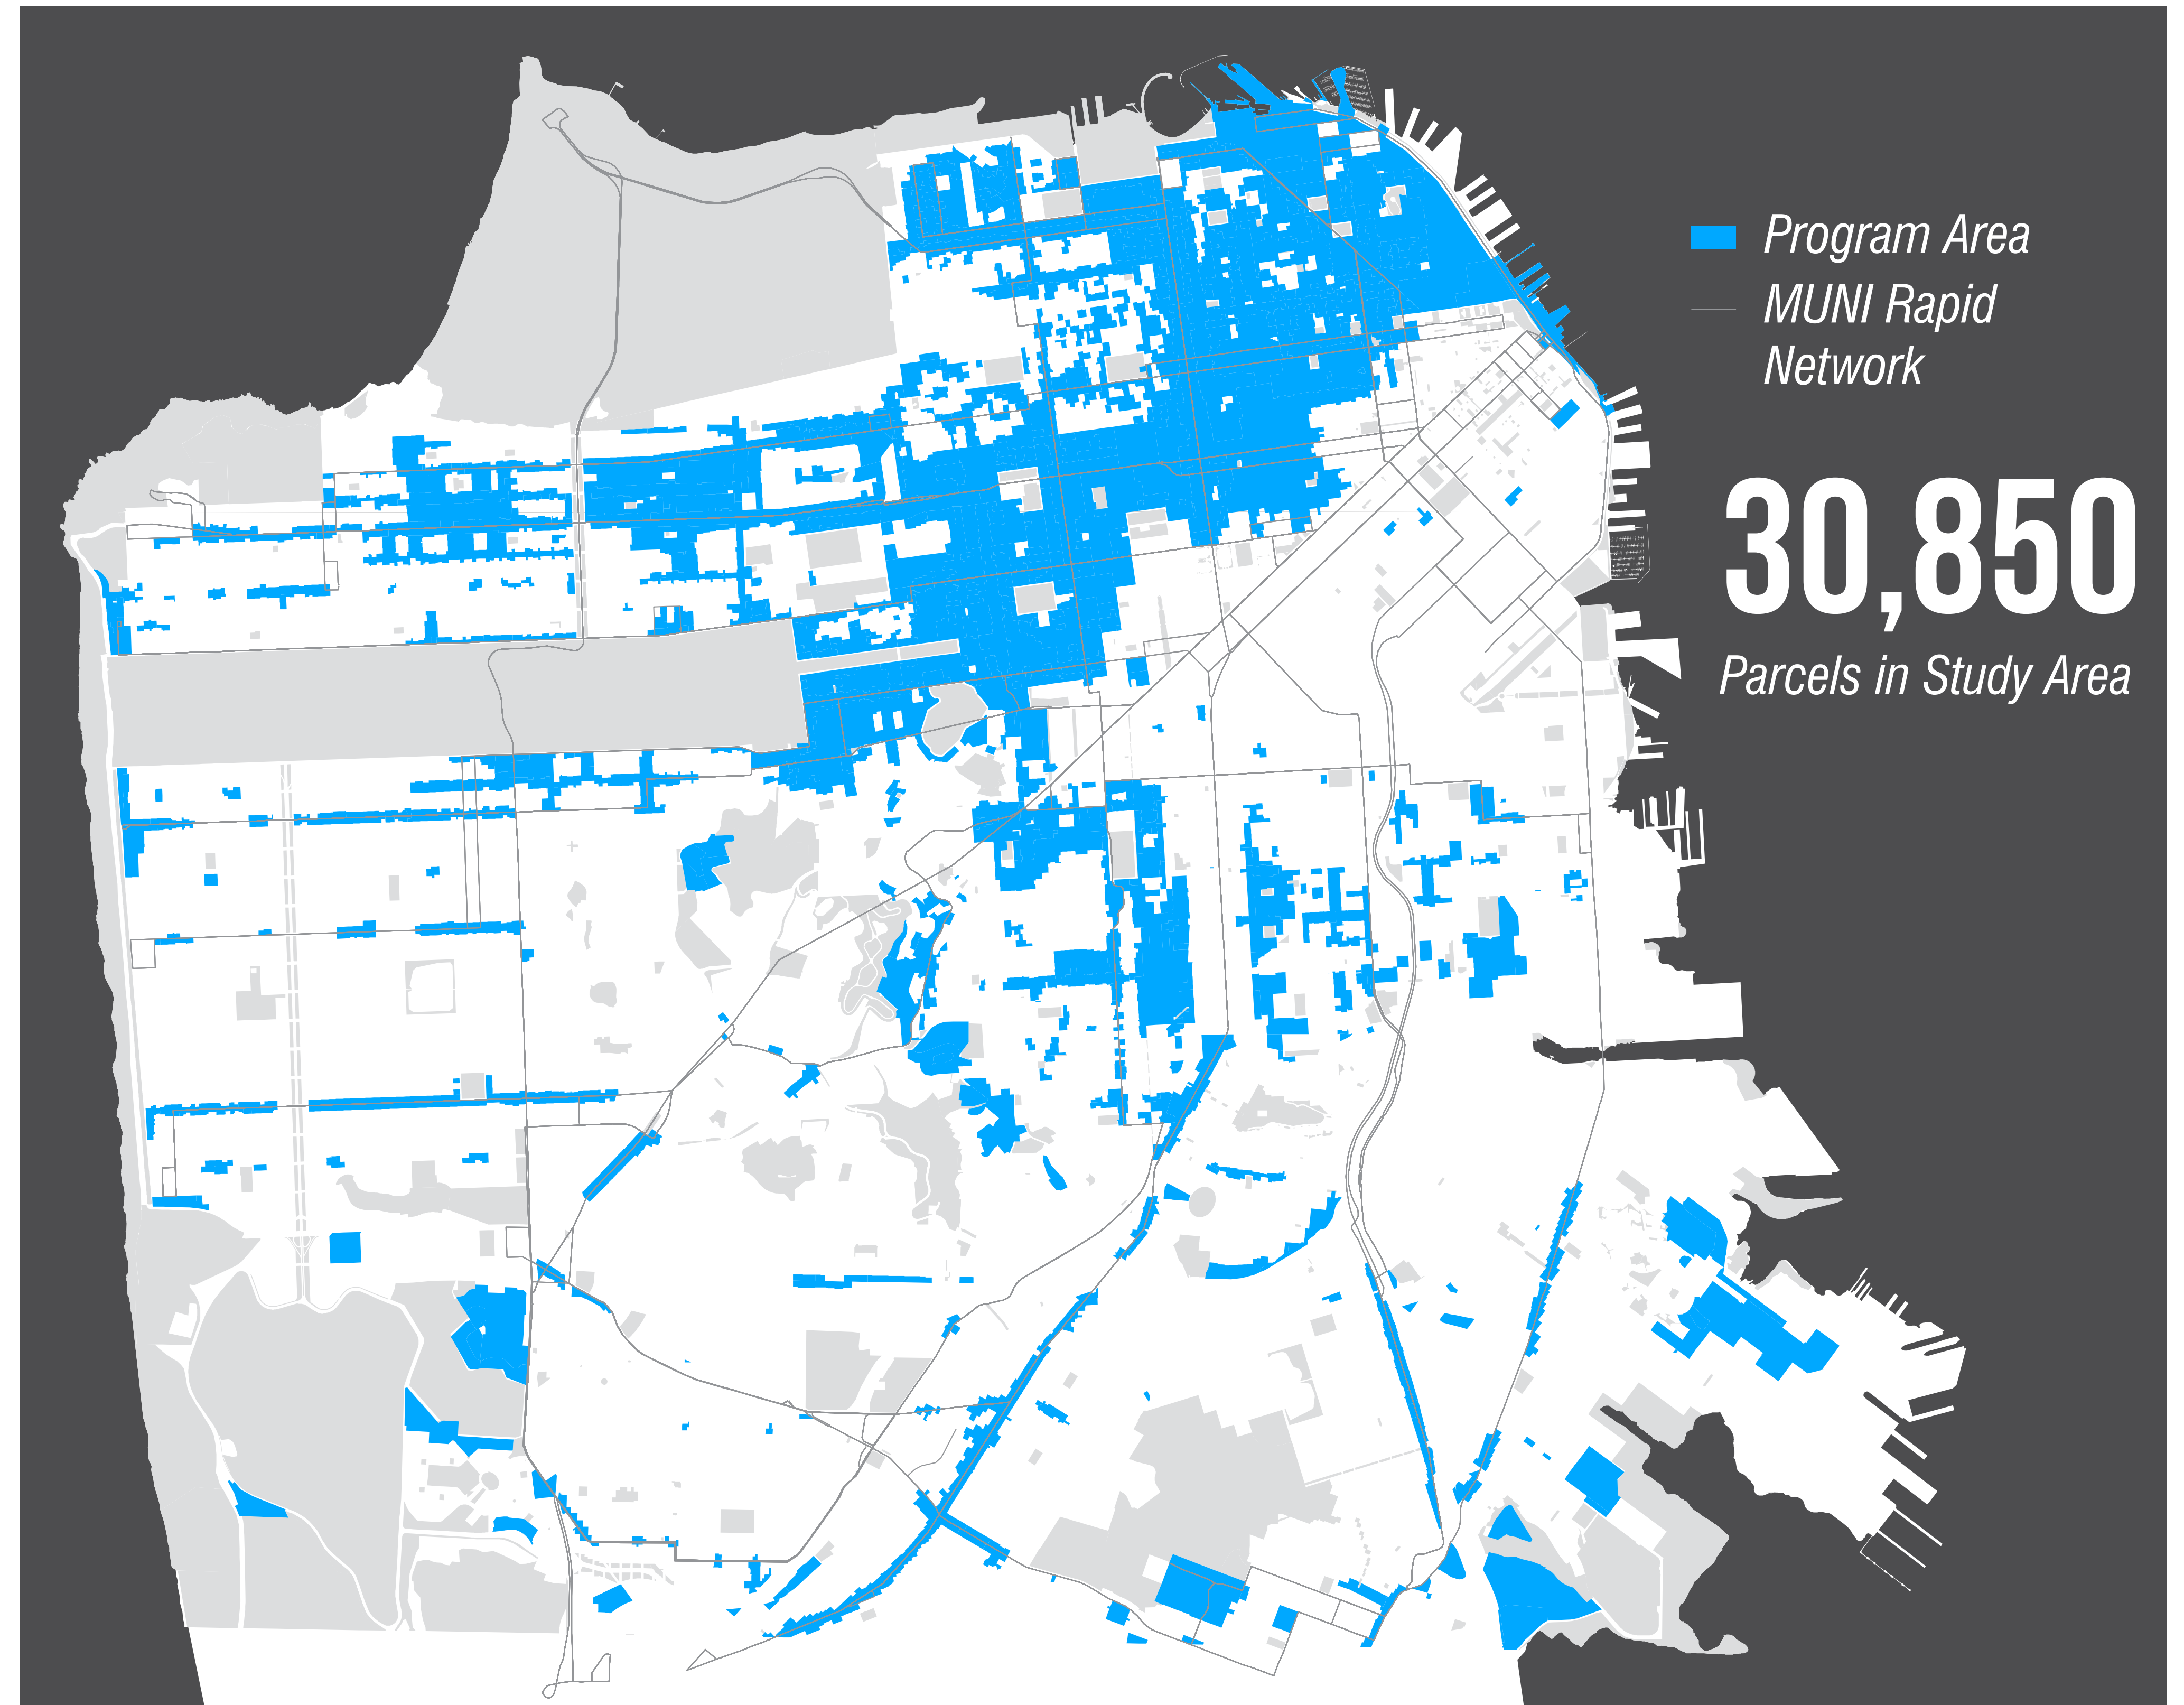 Program Area
MUNI Rapid
Network
30,850
Parcels in Study Area